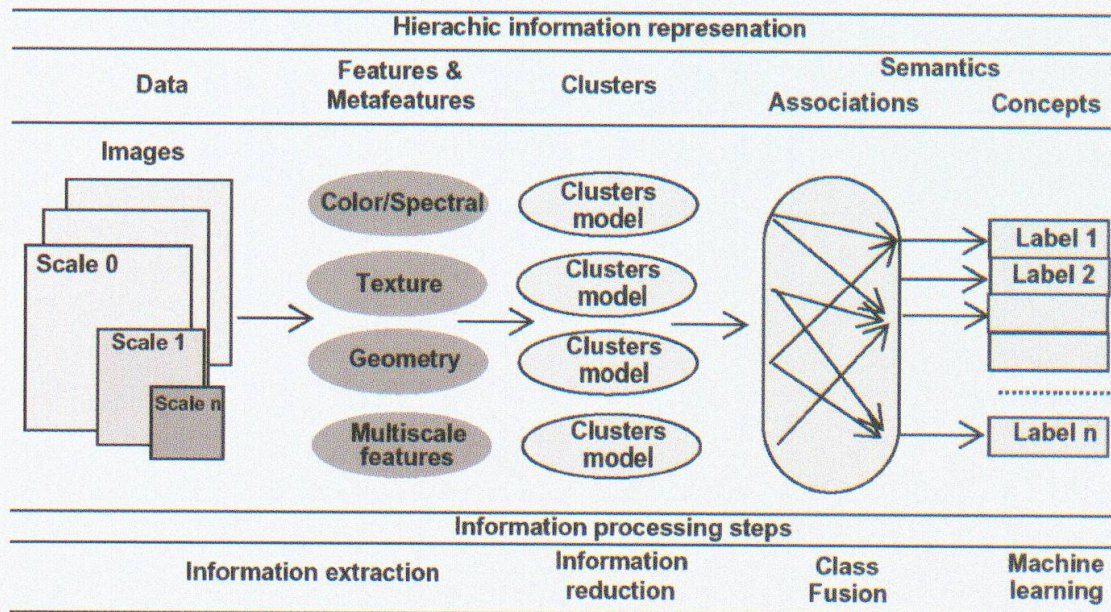 Hierachic information represenation
Data
Features &
Metafeatures
Clusters
Semantics
Associations
Concepts
Images
Scale 0
Scale 1
Scale n
Color/Spectral
Texture
Geometry
Multiscale
features
Clusters
model
Clusters
model
Clusters
model
Clusters
model
Label 1
Label 2
Label n
Information processing steps
Information extraction
Information
reduction
Class
Fusion
Machine
learning